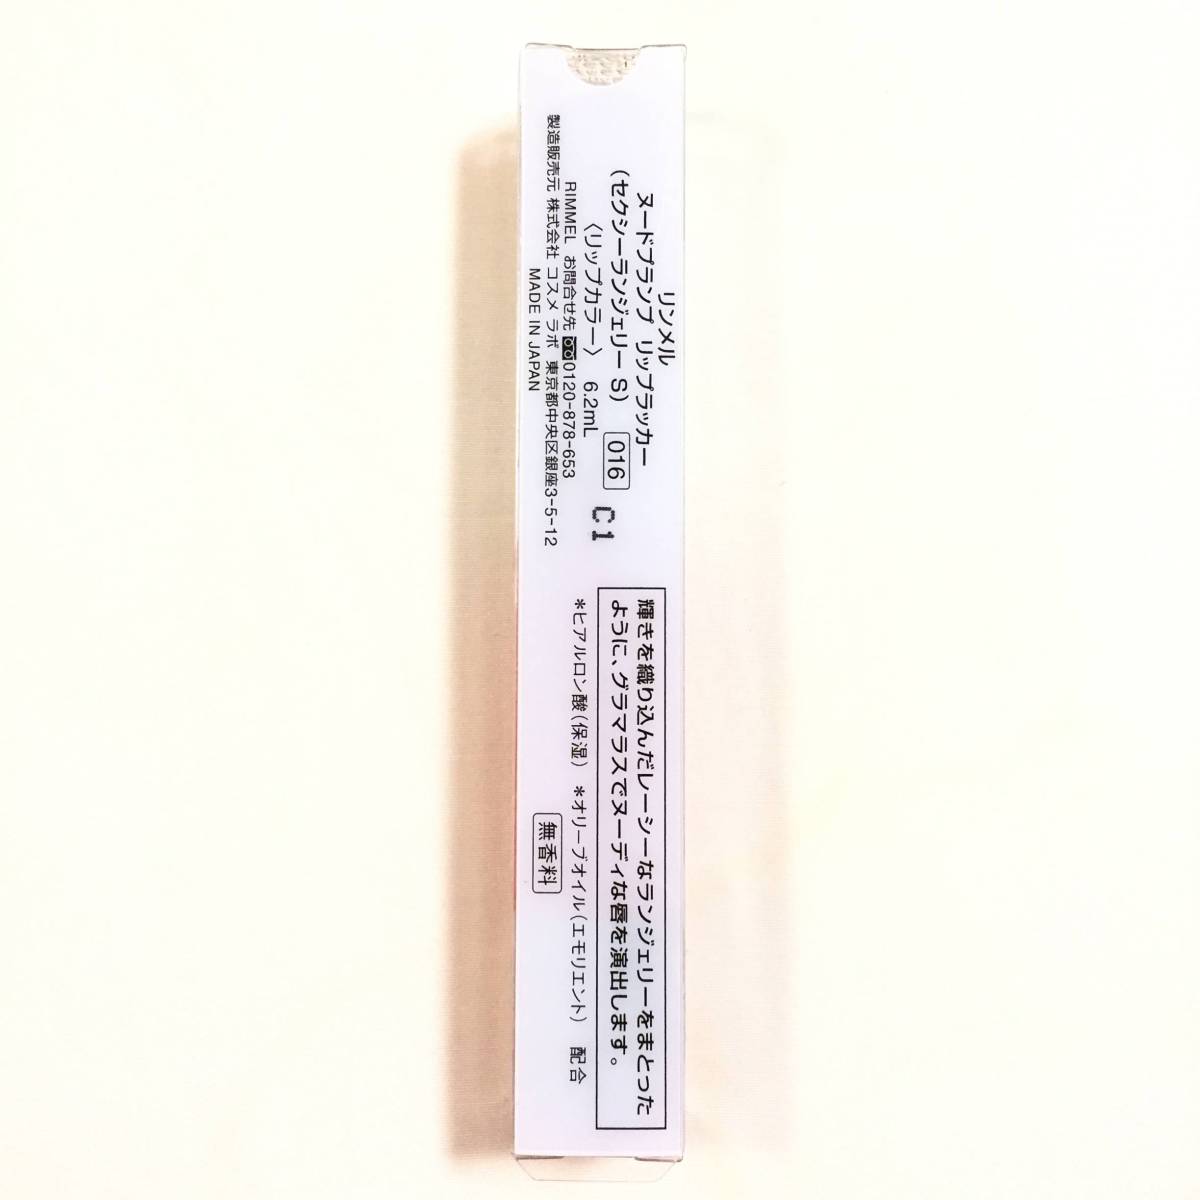 リンメル
ヌードプランプ リップラッカー
(セクシーランジェリー S) 016
〈リップカラー〉 6.2mL
C1
RIMMEL お問合せ先 0120-878-653
製造販売元 株式会社 コスメ ラボ 東京都中央区銀座3-5-12
MADE IN JAPAN
輝きを織り込んだレーシーなランジェリーをまとった
ように、グラマラスでヌーディな唇を演出します。
*ヒアルロン酸(保湿) *オリーブオイル(エモリエント) 配合
無香料